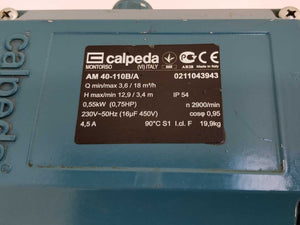 calpeda
calpeda
MONTORSO (VI) ITALY
Made in Italy
AM 40-110B/A 0211043943
Q min/max 3,6 / 18 m³/h
H max/min 12,9 / 3,4 m IP 54
0,55kW (0,75HP) n 2900/min
230V~50Hz (16µF 450V) cosφ 0,95
4,5 A 90°C S1 I.cl. F 19,9kg
calpeda